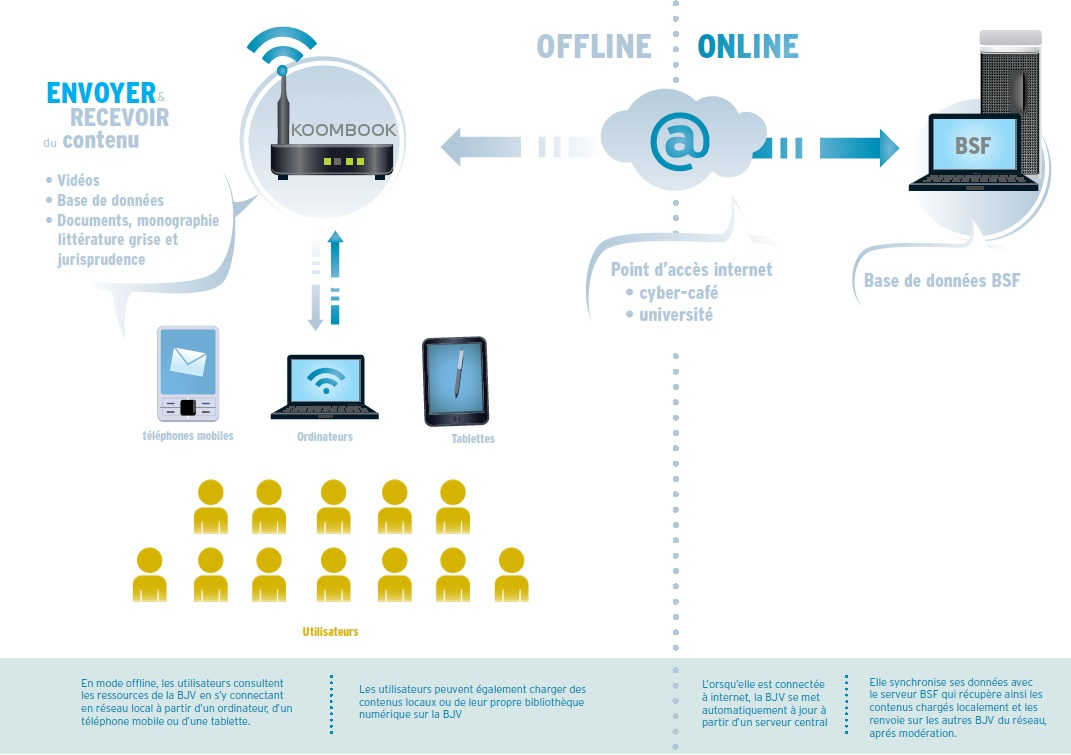 OFFLINE
ONLINE
ENVOYER &
RECEVOIR
du contenu
• Vidéos
• Base de données
• Documents, monographie
littérature grise et
jurisprudence
KOOMBOOK
@
BSF
Point d'accès internet
• cyber-café
• université
Base de données BSF
téléphones mobiles
Ordinateurs
Tablettes
Utilisateurs
En mode offline, les utilisateurs consultent
les ressources de la BJV en s'y connectant
en réseau local à partir d'un ordinateur, d'un
téléphone mobile ou d'une tablette.
Les utilisateurs peuvent également charger des
contenus locaux ou de leur propre bibliothèque
numérique sur la BJV
L'orsqu'elle est connectée
à internet, la BJV se met
automatiquement à jour à
partir d'un serveur central
Elle synchronise ses données avec
le serveur BSF qui récupère ainsi les
contenus chargés localement et les
renvoie sur les autres BJV du réseau,
aprés modération.